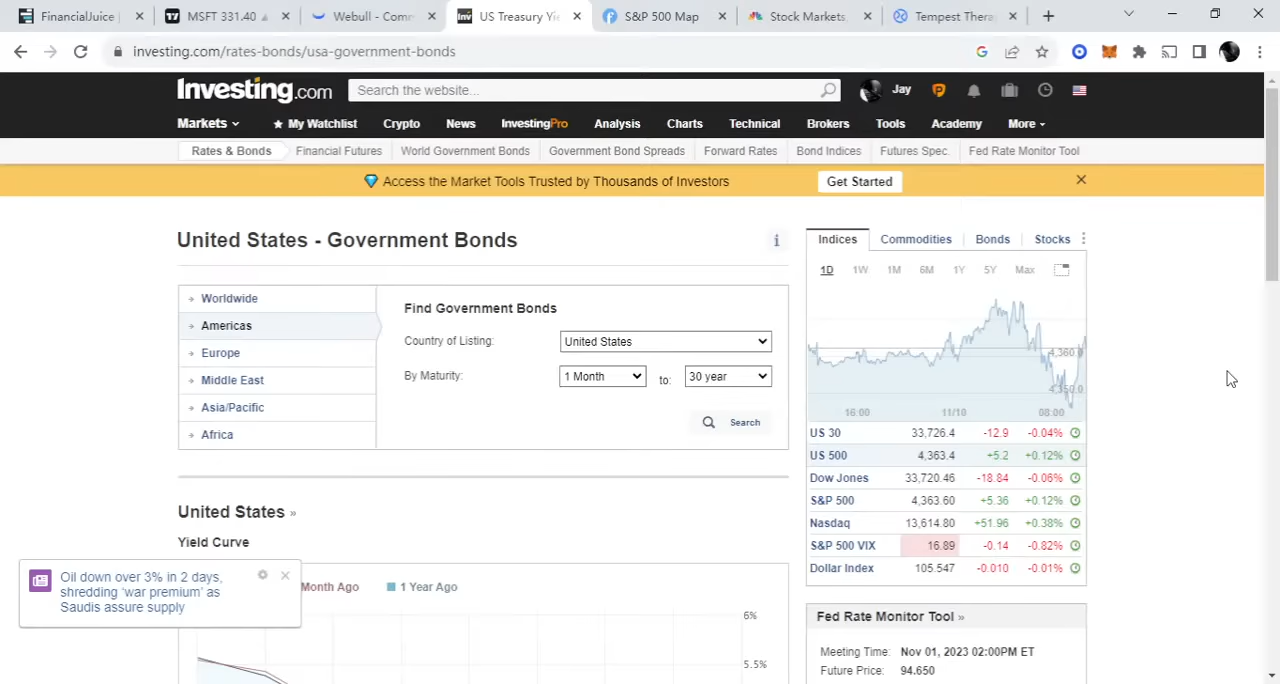 FinancialJuice
MSFT 331.40
Webull - Comm
US Treasury Yie
S&P 500 Map
Stock Markets,
Tempest Thera
investing.com/rates-bonds/usa-government-bonds
Investing.com
Search the website...
Jay
Markets
My Watchlist
Crypto
News
InvestingPro
Analysis
Charts
Technical
Brokers
Tools
Academy
More
Rates & Bonds
Financial Futures
World Government Bonds
Government Bond Spreads
Forward Rates
Bond Indices
Futures Spec.
Fed Rate Monitor Tool
Access the Market Tools Trusted by Thousands of Investors
Get Started
United States - Government Bonds
Worldwide
Americas
Europe
Middle East
Asia/Pacific
Africa
Find Government Bonds
Country of Listing: United States
By Maturity: 1 Month to: 30 year
Search
United States »
Yield Curve
Month Ago
1 Year Ago
6%
5.5%
Oil down over 3% in 2 days,
shredding ‘war premium’ as
Saudis assure supply
Indices
Commodities
Bonds
Stocks
1D 1W 1M 6M 1Y 5Y Max
4,360.0
4,350.0
16:00 11/10 08:00
US 30 33,726.4 -12.9 -0.04%
US 500 4,363.4 +5.2 +0.12%
Dow Jones 33,720.46 -18.84 -0.06%
S&P 500 4,363.60 +5.36 +0.12%
Nasdaq 13,614.80 +51.96 +0.38%
S&P 500 VIX 16.89 -0.14 -0.82%
Dollar Index 105.547 -0.010 -0.01%
Fed Rate Monitor Tool »
Meeting Time: Nov 01, 2023 02:00PM ET
Future Price: 94.650